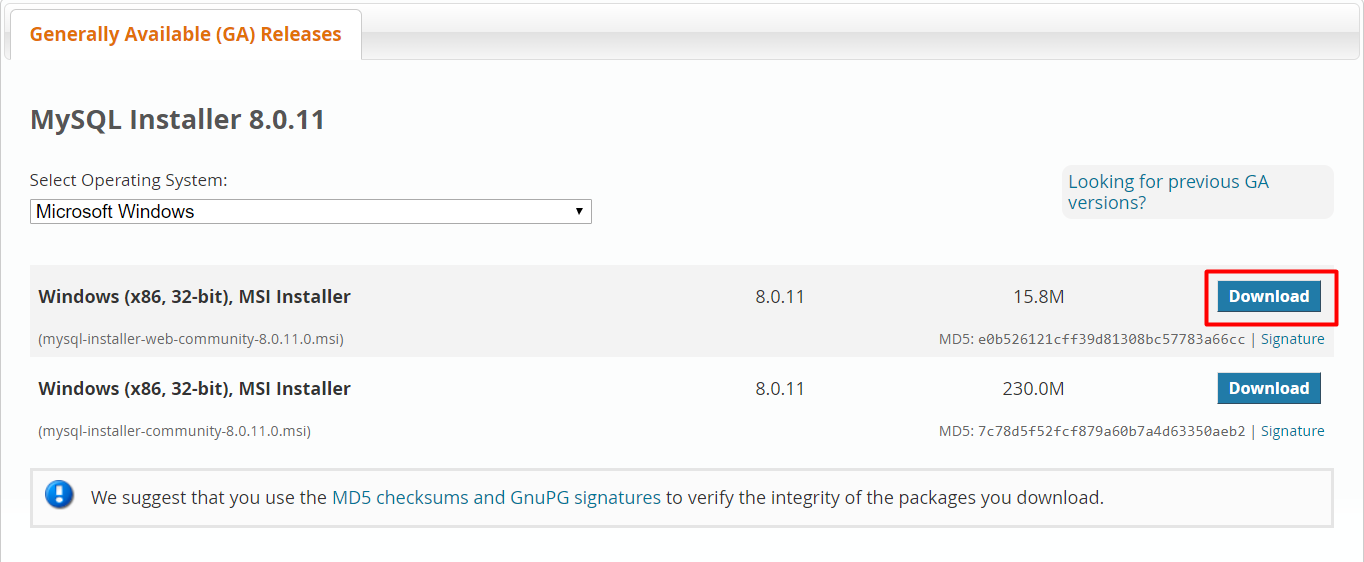 Generally Available (GA) Releases
MySQL Installer 8.0.11
Select Operating System:
Looking for previous GA
versions?
Microsoft Windows
Windows (x86, 32-bit), MSI Installer 8.0.11 15.8M Download
(mysql-installer-web-community-8.0.11.0.msi) MD5: e0b526121cff39d81308bc57783a66cc | Signature
Windows (x86, 32-bit), MSI Installer 8.0.11 230.0M Download
(mysql-installer-community-8.0.11.0.msi) MD5: 7c78d5f52fcf879a60b7a4d63350aeb2 | Signature
We suggest that you use the MD5 checksums and GnuPG signatures to verify the integrity of the packages you download.